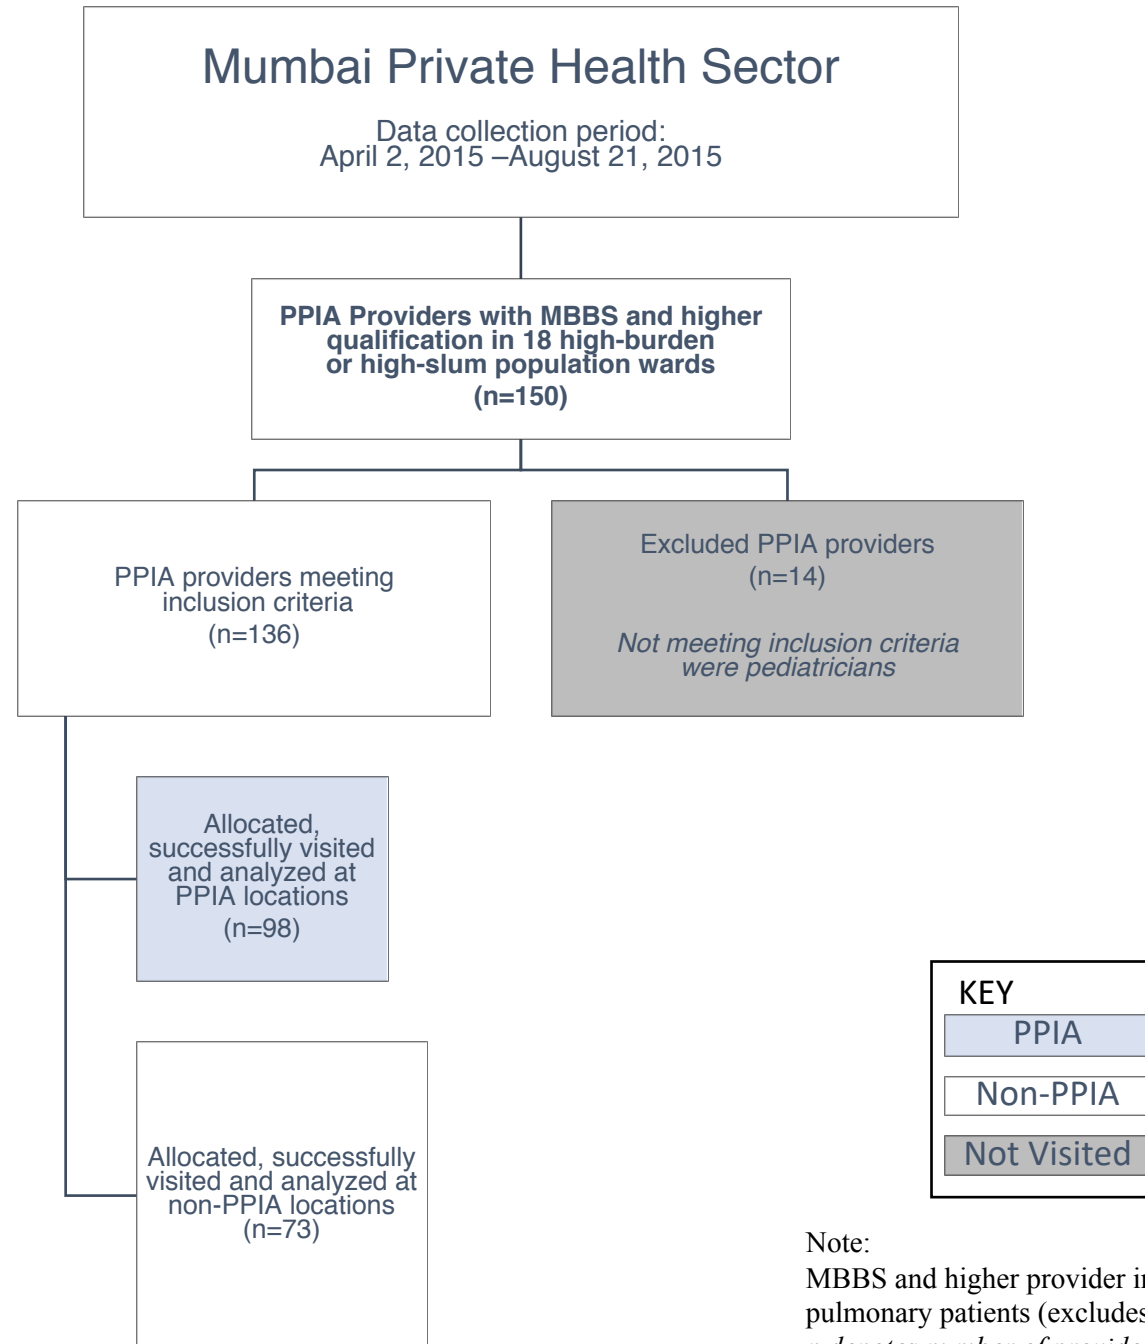 Mumbai Private Health Sector
Data collection period:
April 2, 2015 –August 21, 2015
PPIA Providers with MBBS and higher
qualification in 18 high-burden
or high-slum population wards
(n=150)
PPIA providers meeting
inclusion criteria
(n=136)
Excluded PPIA providers
(n=14)
Not meeting inclusion criteria
were pediatricians
Allocated,
successfully visited
and analyzed at
PPIA locations
(n=98)
Allocated, successfully
visited and analyzed at
non-PPIA locations
(n=73)
KEY
PPIA
Non-PPIA
Not Visited
Note:
MBBS and higher provider
pulmonary patients (excludes
n denotes number of